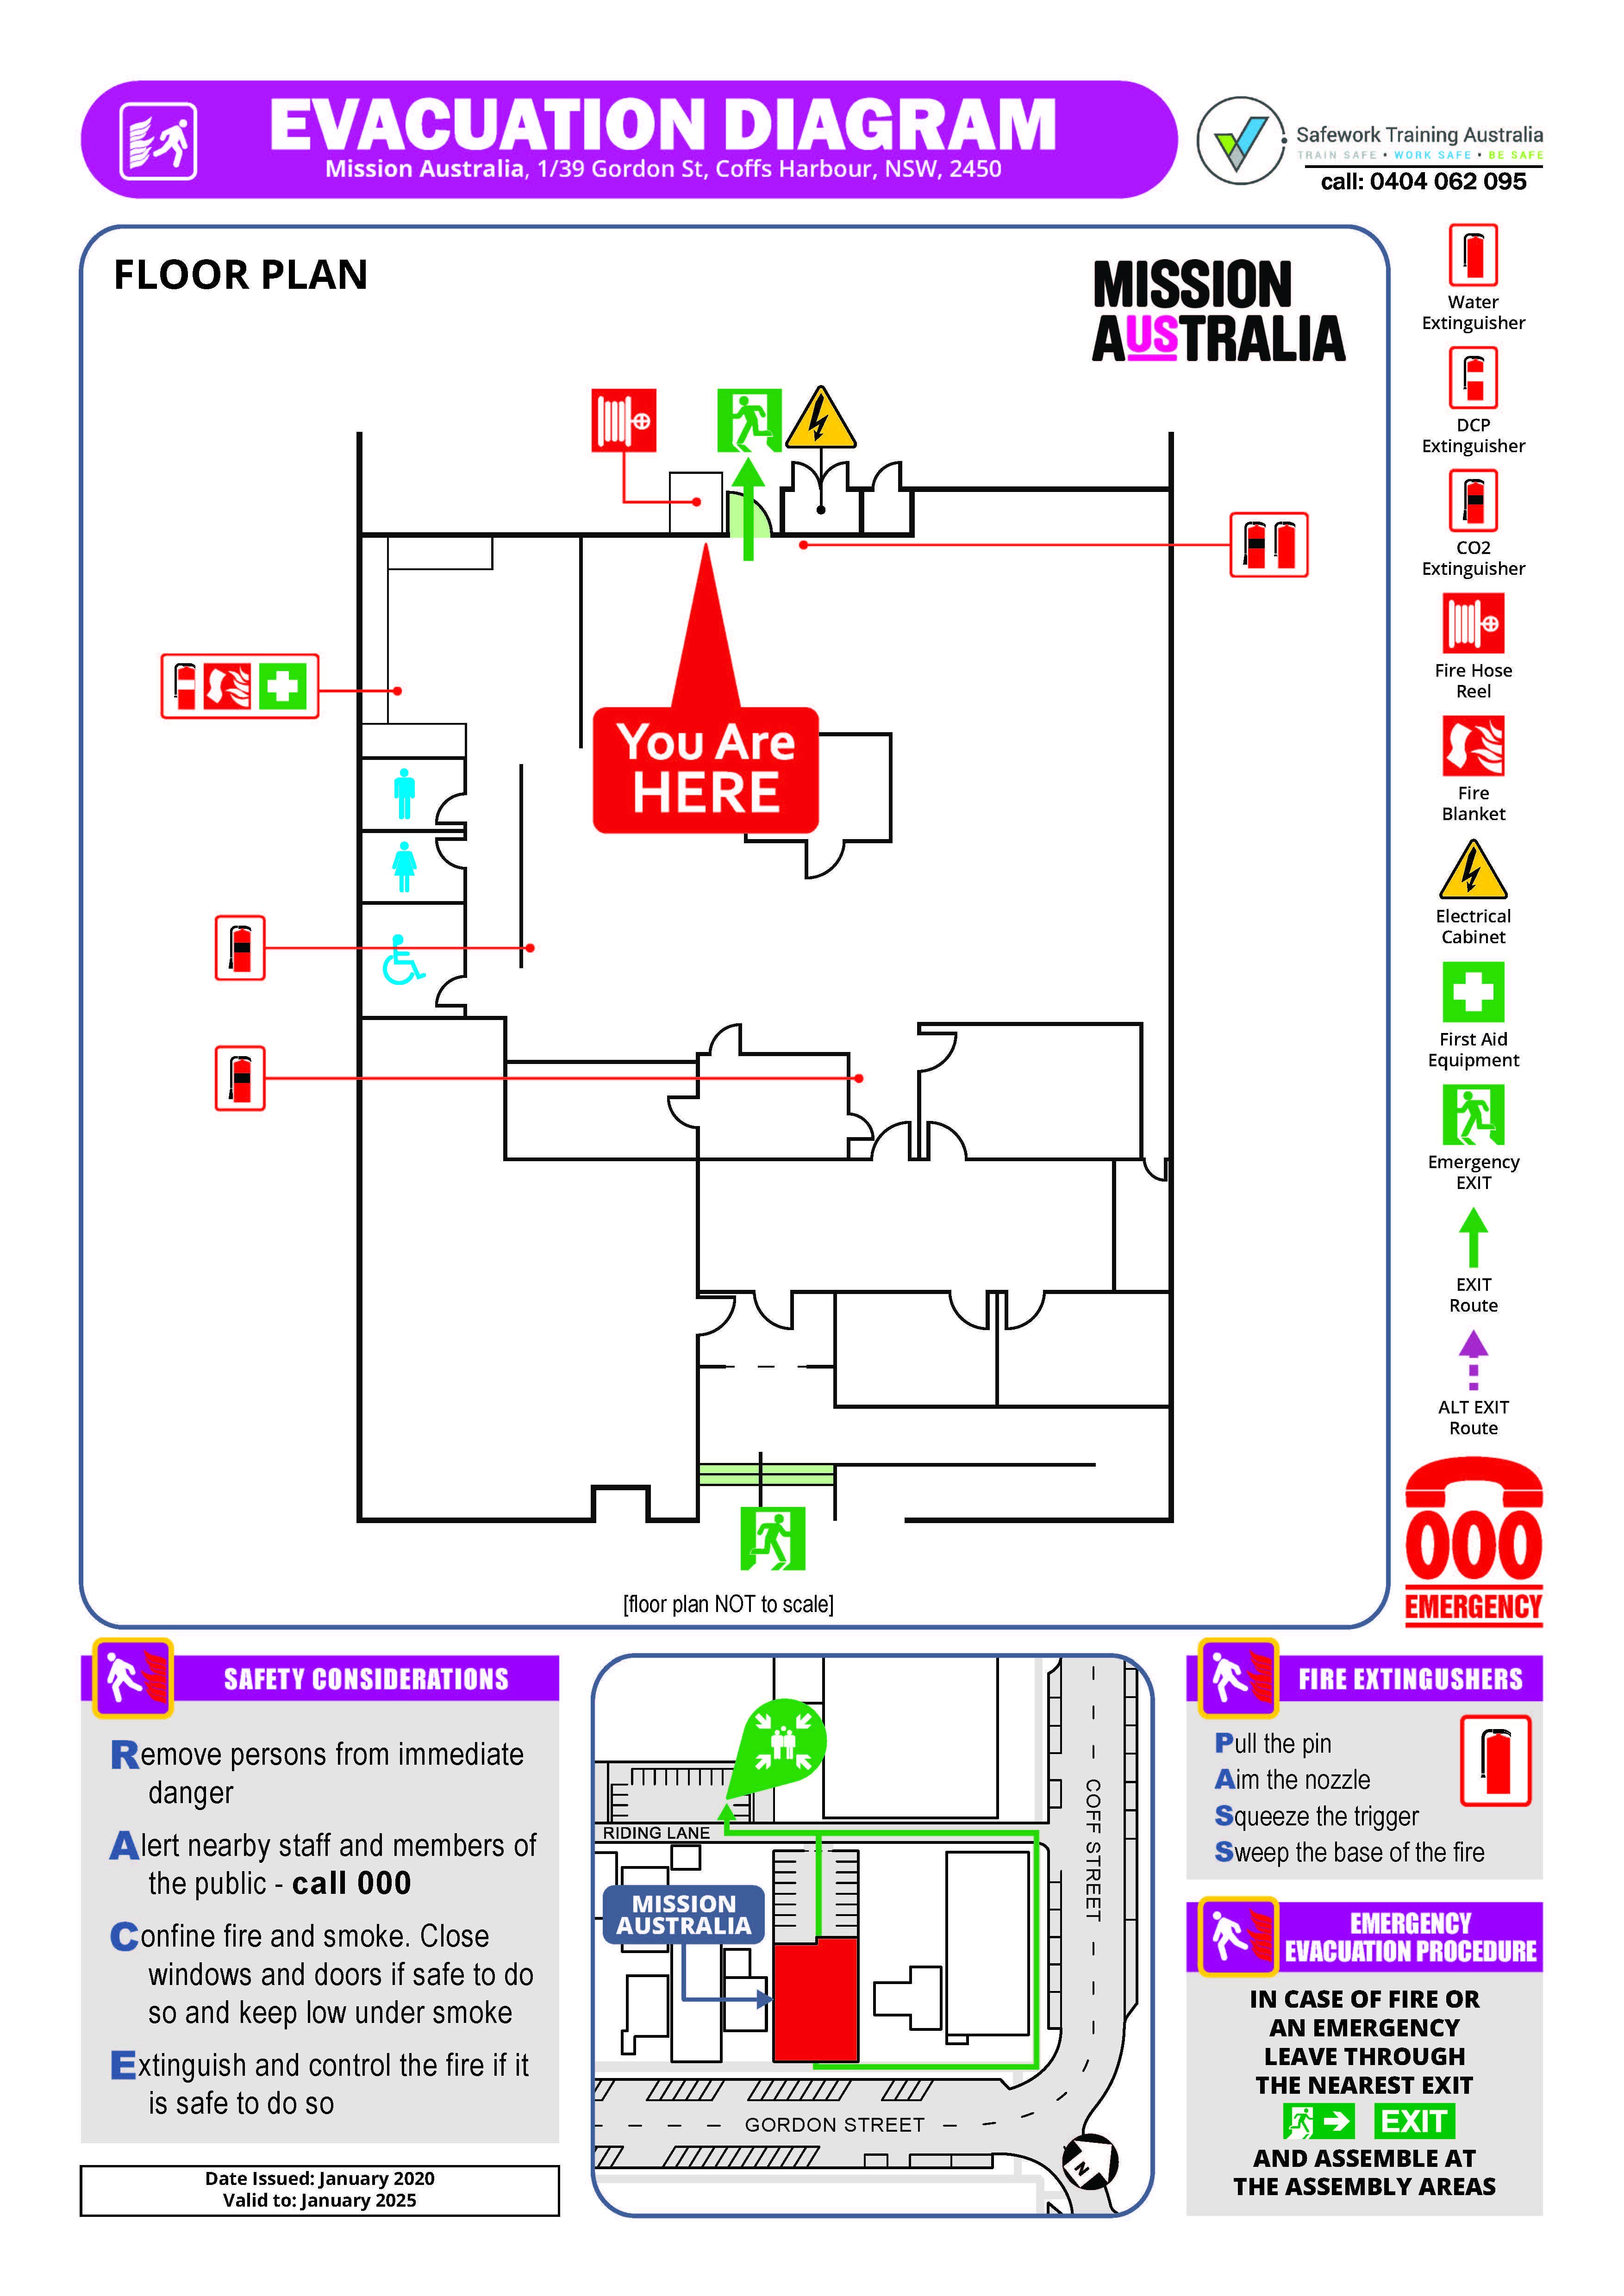 EVACUATION DIAGRAM
Mission Australia, 1/39 Gordon St, Coffs Harbour, NSW, 2450
Safework Training Australia
TRAIN SAFE • WORK SAFE • BE SAFE
call: 0404 062 095
FLOOR PLAN
MISSION
AUSTRALIA
You Are
HERE
[floor plan NOT to scale]
Water
Extinguisher
DCP
Extinguisher
CO2
Extinguisher
Fire Hose
Reel
Fire
Blanket
Electrical
Cabinet
First Aid
Equipment
Emergency
EXIT
EXIT
Route
ALT EXIT
Route
000
EMERGENCY
SAFETY CONSIDERATIONS
Remove persons from immediate
danger
Alert nearby staff and members of
the public - call 000
Confine fire and smoke. Close
windows and doors if safe to do
so and keep low under smoke
Extinguish and control the fire if it
is safe to do so
Date Issued: January 2020
Valid to: January 2025
RIDING LANE
COFF STREET
MISSION
AUSTRALIA
GORDON STREET
N
FIRE EXTINGUSHERS
Pull the pin
Aim the nozzle
Squeeze the trigger
Sweep the base of the fire
EMERGENCY
EVACUATION PROCEDURE
IN CASE OF FIRE OR
AN EMERGENCY
LEAVE THROUGH
THE NEAREST EXIT
EXIT
AND ASSEMBLE AT
THE ASSEMBLY AREAS